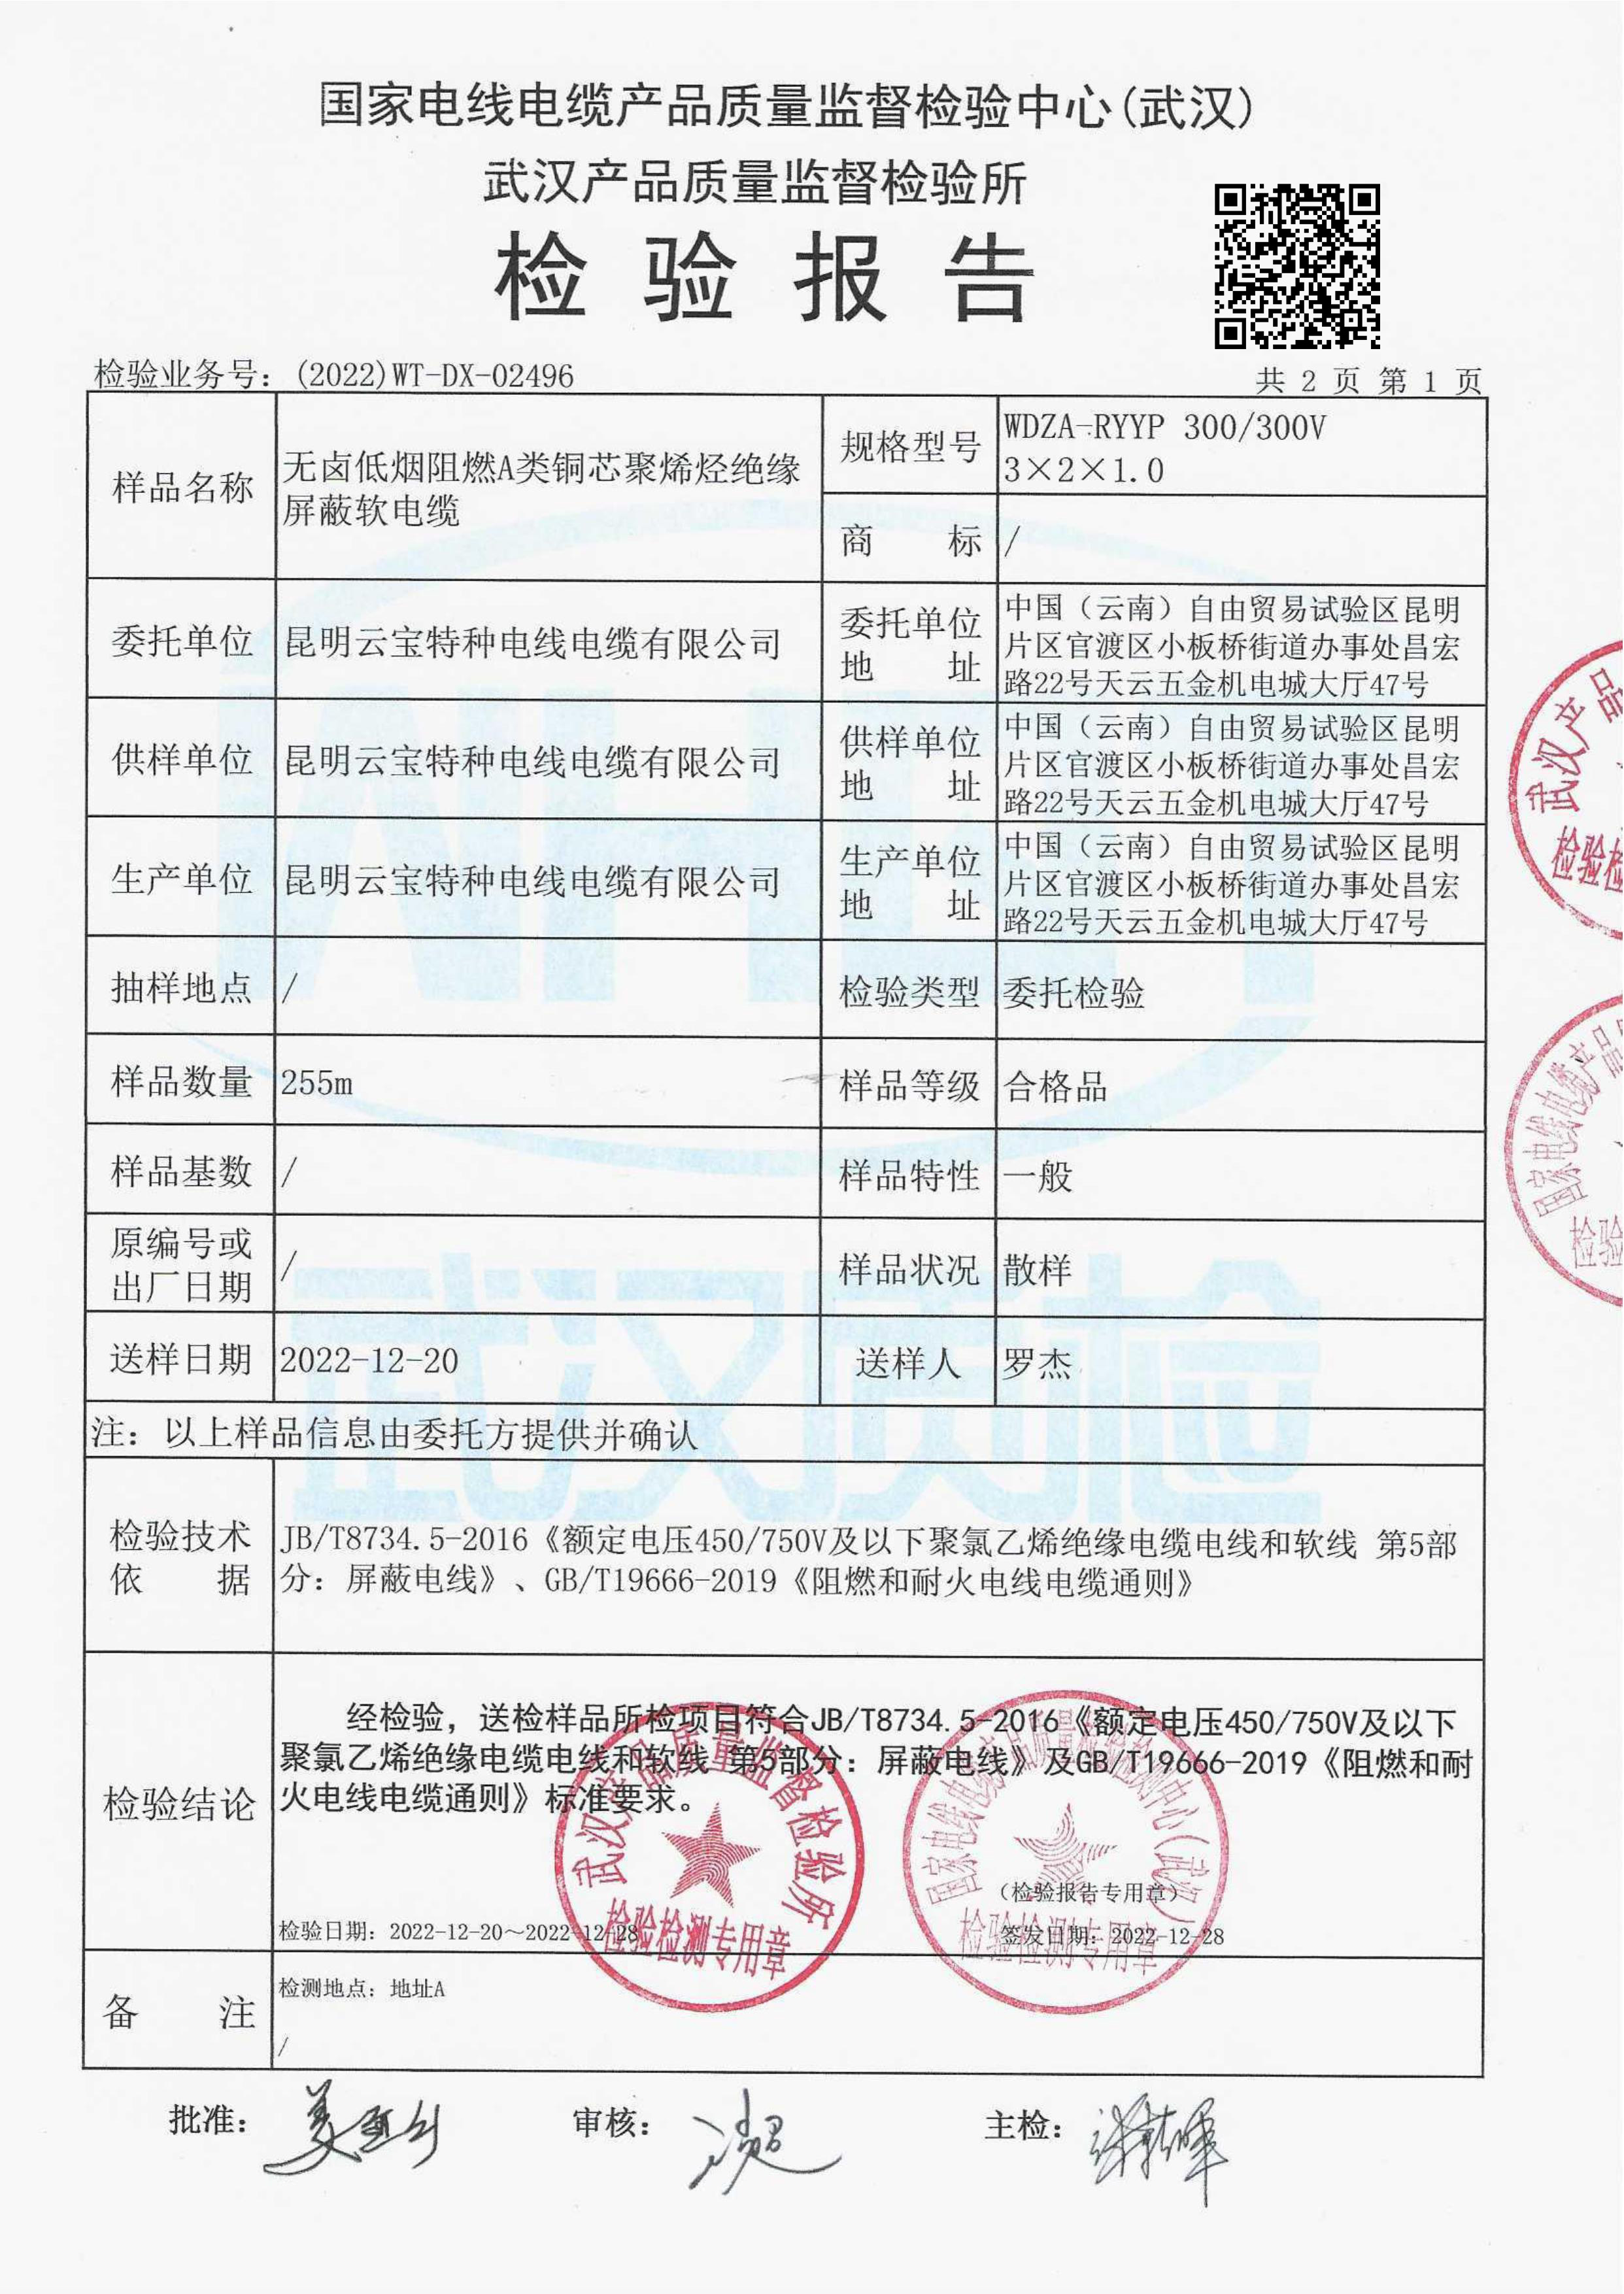 国家电线电缆产品质量监督检验中心(武汉)
武汉产品质量监督检验所
检验报告
检验业务号：(2022)WT-DX-02496
共 2 页 第 1 页
样品名称
无卤低烟阻燃A类铜芯聚烯烃绝缘
屏蔽软电缆
规格型号
WDZA-RYYP 300/300V
3×2×1.0
商 标
/
委托单位
昆明云宝特种电线电缆有限公司
委托单位
地 址
中国（云南）自由贸易试验区昆明
片区官渡区小板桥街道办事处昌宏
路22号天云五金机电城大厅47号
供样单位
昆明云宝特种电线电缆有限公司
供样单位
地 址
中国（云南）自由贸易试验区昆明
片区官渡区小板桥街道办事处昌宏
路22号天云五金机电城大厅47号
生产单位
昆明云宝特种电线电缆有限公司
生产单位
地 址
中国（云南）自由贸易试验区昆明
片区官渡区小板桥街道办事处昌宏
路22号天云五金机电城大厅47号
抽样地点
/
检验类型
委托检验
样品数量
255m
样品等级
合格品
样品基数
/
样品特性
一般
原编号或
出厂日期
/
样品状况
散样
送样日期
2022-12-20
送样人
罗杰
注：以上样品信息由委托方提供并确认
检验技术
依 据
JB/T8734.5-2016《额定电压450/750V及以下聚氯乙烯绝缘电缆电线和软线 第5部
分：屏蔽电线》、GB/T19666-2019《阻燃和耐火电线电缆通则》
检验结论
经检验，送检样品所检项目符合JB/T8734.5-2016《额定电压450/750V及以下
聚氯乙烯绝缘电缆电线和软线 第5部分：屏蔽电线》及GB/T19666-2019《阻燃和耐
火电线电缆通则》标准要求。
武汉产品质量监督检验所
检验检测专用章
国家电线电缆产品质量检验检测中心(武汉)
检验检测专用章
（检验报告专用章）
检验日期：2022-12-20～2022-12-28
签发日期：2022-12-28
备 注
检测地点：地址A
/
批准：
审核：
主检：
武汉产品
检验检
国家电线电缆产品
检验
武汉质检